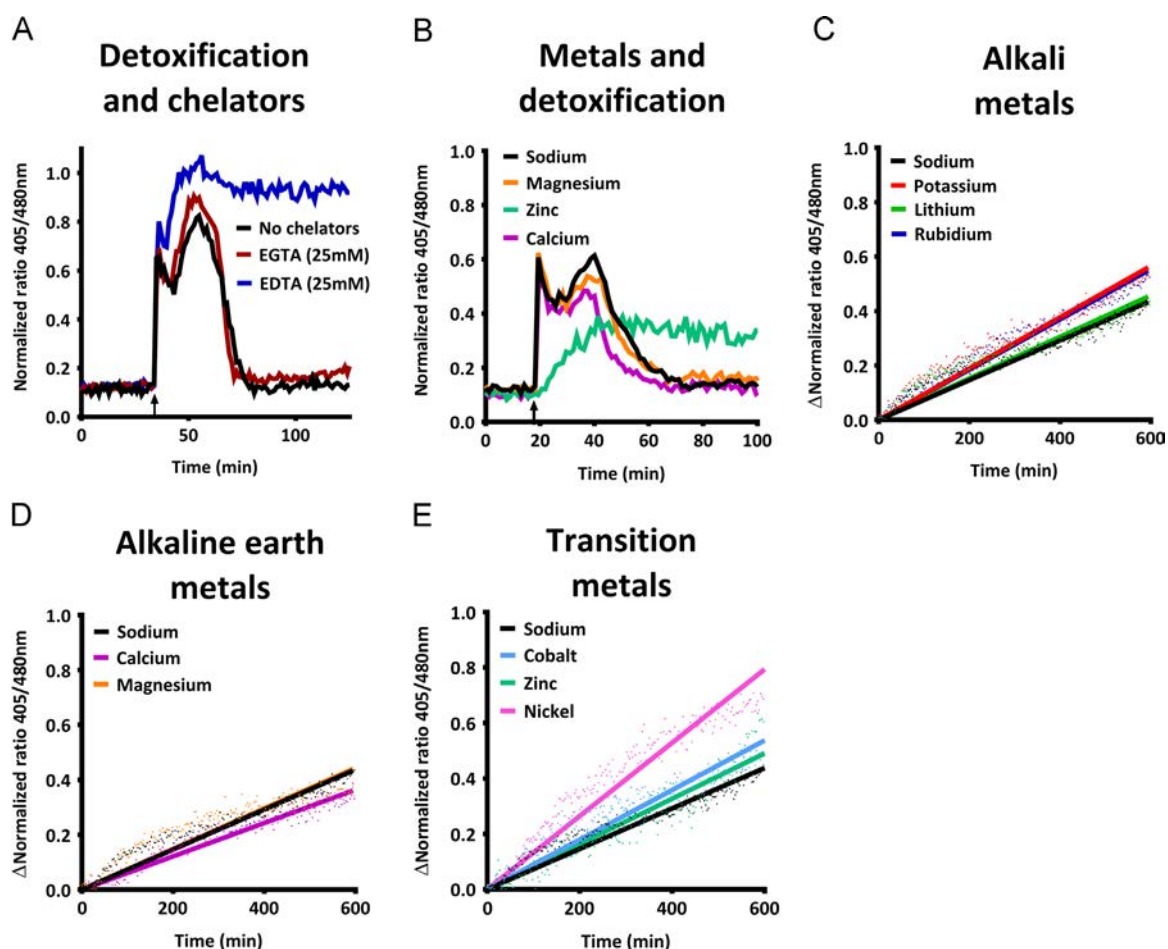 A
Detoxification
and chelators
Normalized ratio 405/480nm
1.0
0.8
0.6
0.4
0.2
0.0
No chelators
EGTA (25mM)
EDTA (25mM)
0
50
100
Time (min)
B
Metals and
detoxification
Normalized ratio 405/480nm
1.0
0.8
0.6
0.4
0.2
0.0
Sodium
Magnesium
Zinc
Calcium
0
20
40
60
80
100
Time (min)
C
Alkali
metals
ΔNormalized ratio 405/480nm
1.0
0.8
0.6
0.4
0.2
0.0
Sodium
Potassium
Lithium
Rubidium
0
200
400
600
Time (min)
D
Alkaline earth
metals
ΔNormalized ratio 405/480nm
1.0
0.8
0.6
0.4
0.2
0.0
Sodium
Calcium
Magnesium
0
200
400
600
Time (min)
E
Transition
metals
ΔNormalized ratio 405/480nm
1.0
0.8
0.6
0.4
0.2
0.0
Sodium
Cobalt
Zinc
Nickel
0
200
400
600
Time (min)